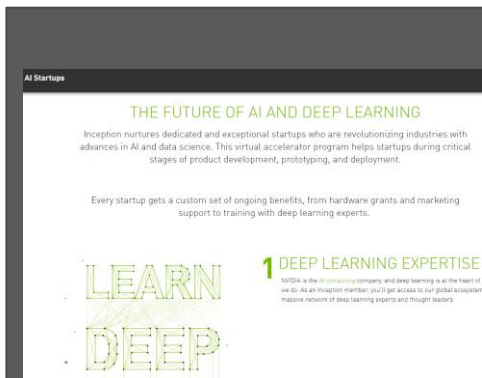 AI Startups
THE FUTURE OF AI AND DEEP LEARNING
Inception nurtures dedicated and exceptional startups who are revolutionizing industries with
advances in AI and data science. This virtual accelerator program helps startups during critical
stages of product development, prototyping, and deployment.
Every startup gets a custom set of ongoing benefits, from hardware grants and marketing
support to training with deep learning experts.
LEARN
DEEP
1 DEEP LEARNING EXPERTISE
NVIDIA is the AI computing company, and deep learning is at the heart of
we do. As an Inception member, you'll get access to our global ecosystem
massive network of deep learning experts and thought leaders.